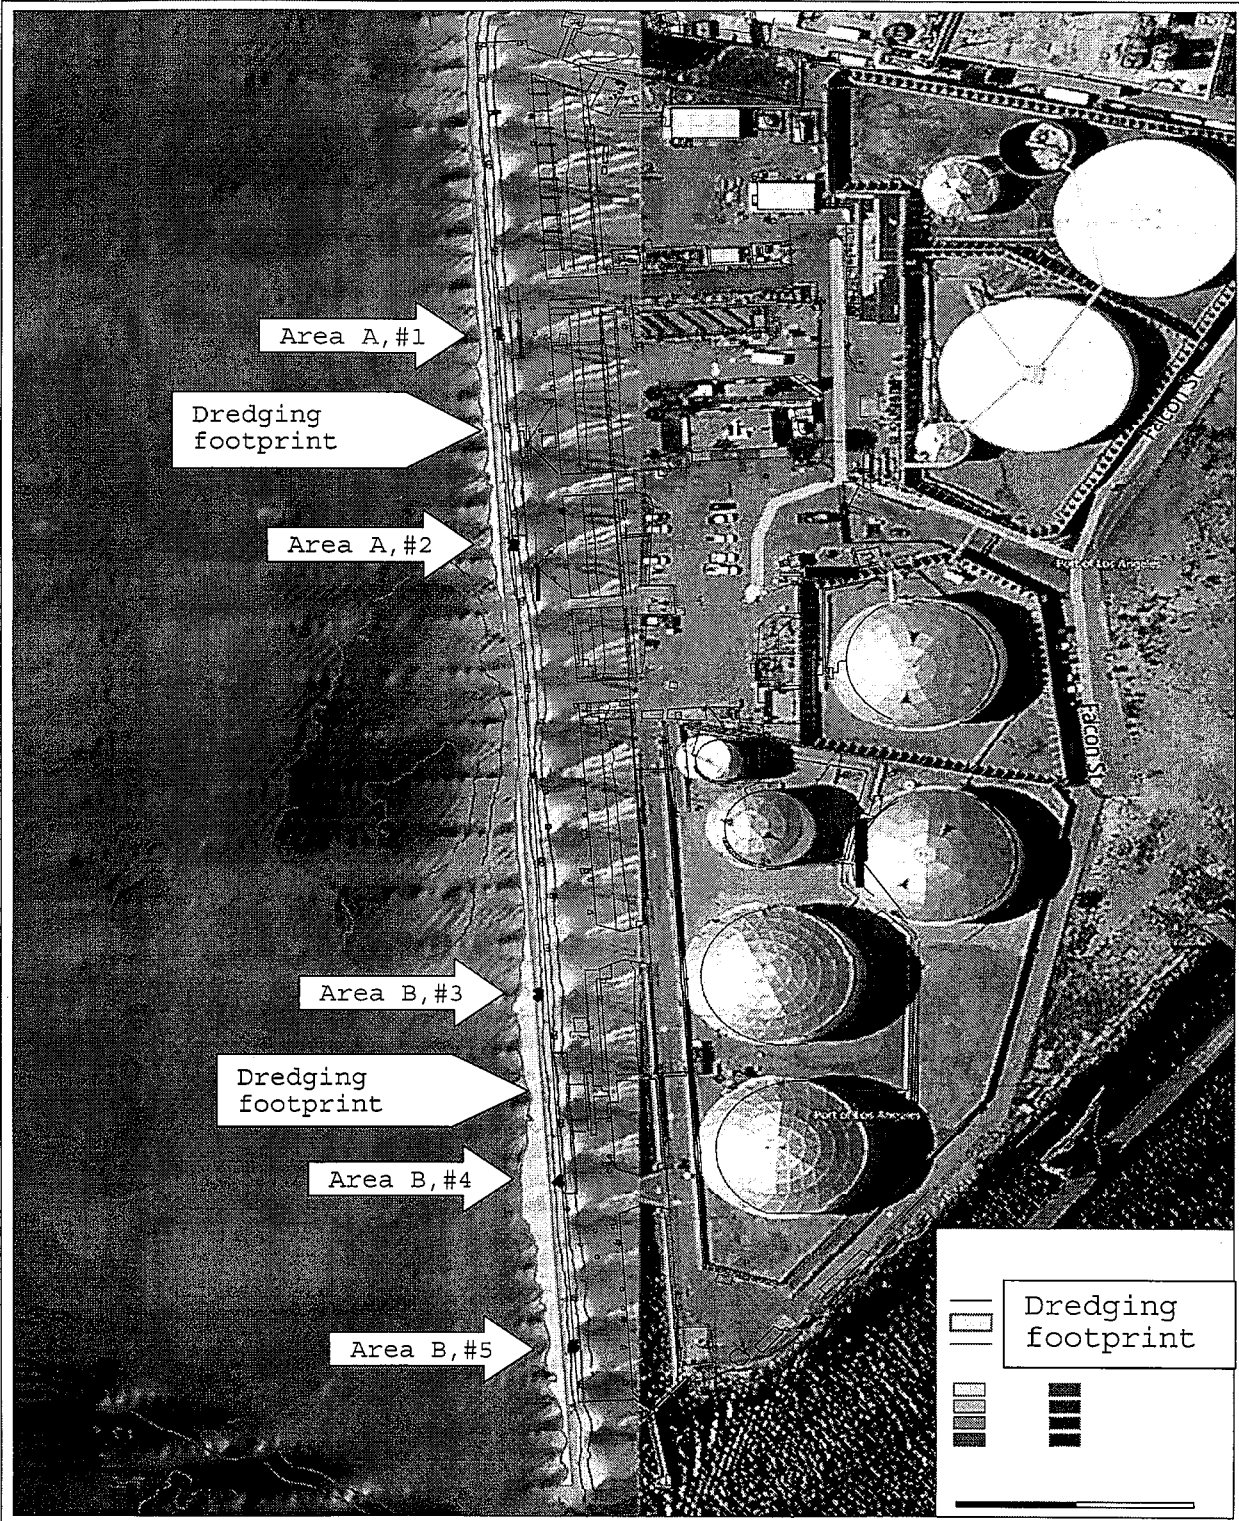 Area A,#1
Dredging
footprint
Falcon St
Area A,#2
Port of Los Angeles
Falcon St
Area B,#3
Dredging
footprint
Port of Los Angeles
Area B,#4
Area B,#5
Dredging
footprint